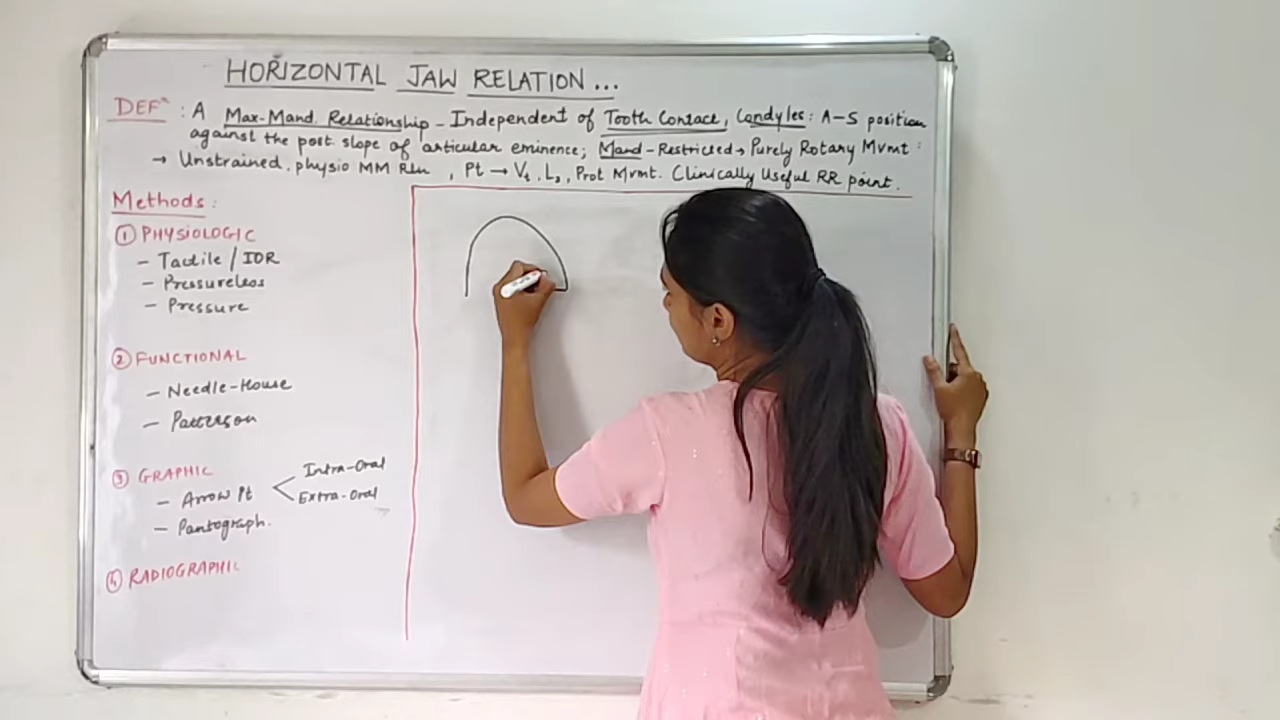 HORIZONTAL JAW RELATION...
DEFⁿ : A Max-Mand. Relationship - Independent of Tooth Contact, Condyles: A-S position
against the post. slope of articular eminence; Mand - Restricted → Purely Rotary Mvmt :
→ Unstrained. physio MM Rln , Pt → Vt, L, Prot Mvmt. Clinically Useful RR point.
Methods :
① PHYSIOLOGIC
- Tactile / IOR
- Pressureless
- Pressure
② FUNCTIONAL
- Needle-House
- Patterson
③ GRAPHIC
- Arrow Pt
Intra-Oral
Extra-Oral
- Pantograph.
④ RADIOGRAPHIC